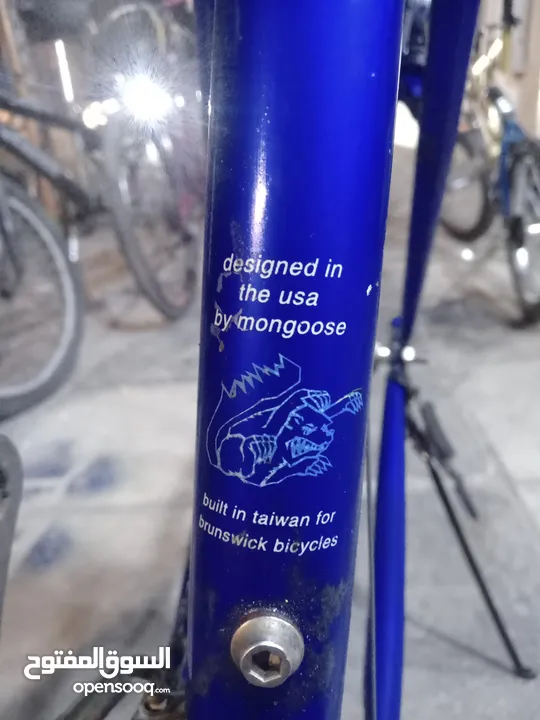 designed in
the usa
by mongoose
built in taiwan for
brunswick bicycles
السوق المفتوح
opensooq.com